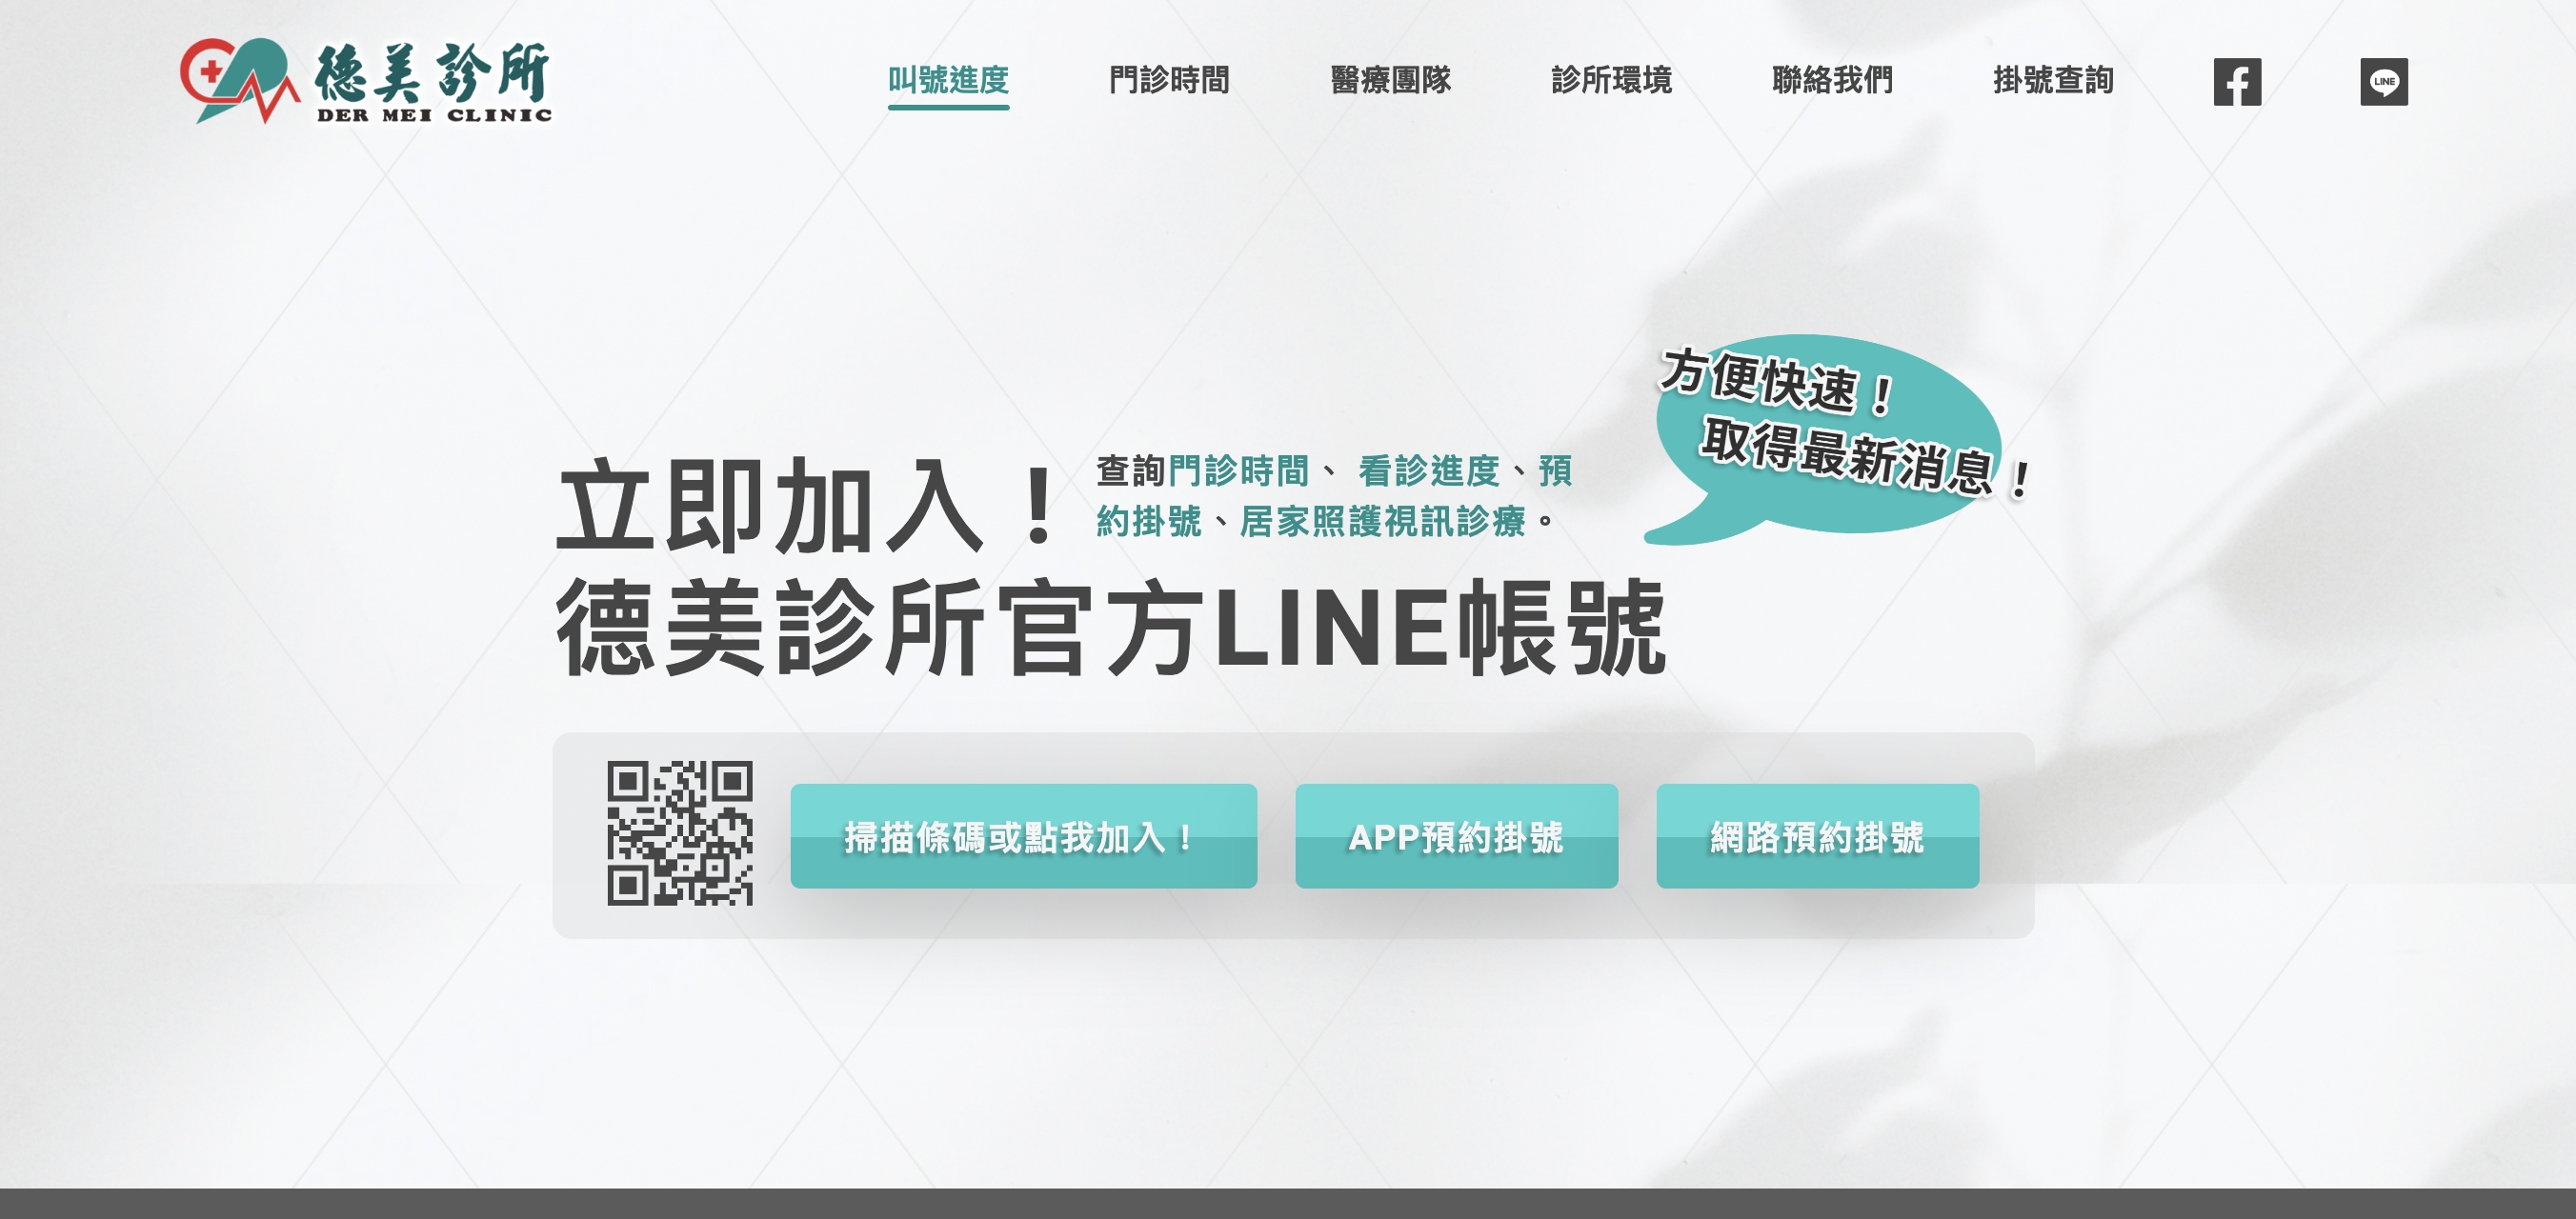 德美診所
DER MEI CLINIC
叫號進度
門診時間
醫療團隊
診所環境
聯絡我們
掛號查詢
LINE
方便快速！
取得最新消息！
立即加入！
查詢門診時間、 看診進度、預
約掛號、居家照護視訊診療。
德美診所官方LINE帳號
掃描條碼或點我加入！
APP預約掛號
網路預約掛號